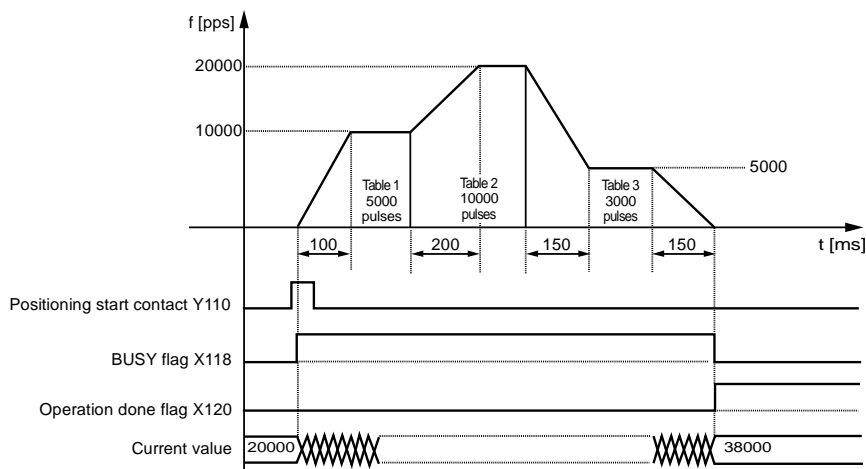 f [pps]
20000
10000
5000
Table 1
5000
pulses
Table 2
10000
pulses
Table 3
3000
pulses
100
200
150
150
t [ms]
Positioning start contact Y110
BUSY flag X118
Operation done flag X120
Current value
20000
38000